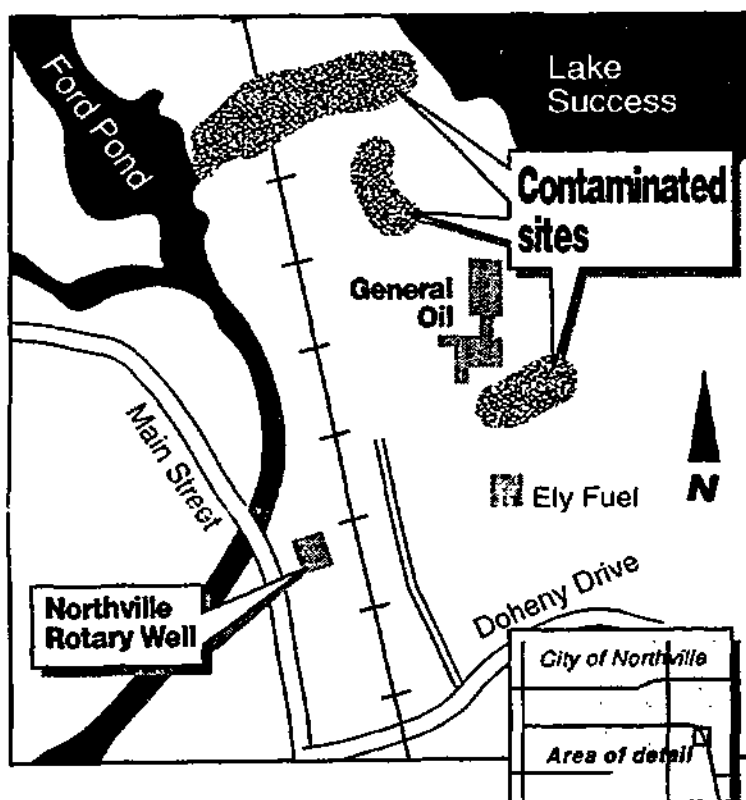 Ford Pond
Lake
Success
Contaminated
sites
General
Oil
Main Street
N
Ely Fuel
Northville
Rotary Well
Doheny Drive
City of Northville
Area of detail